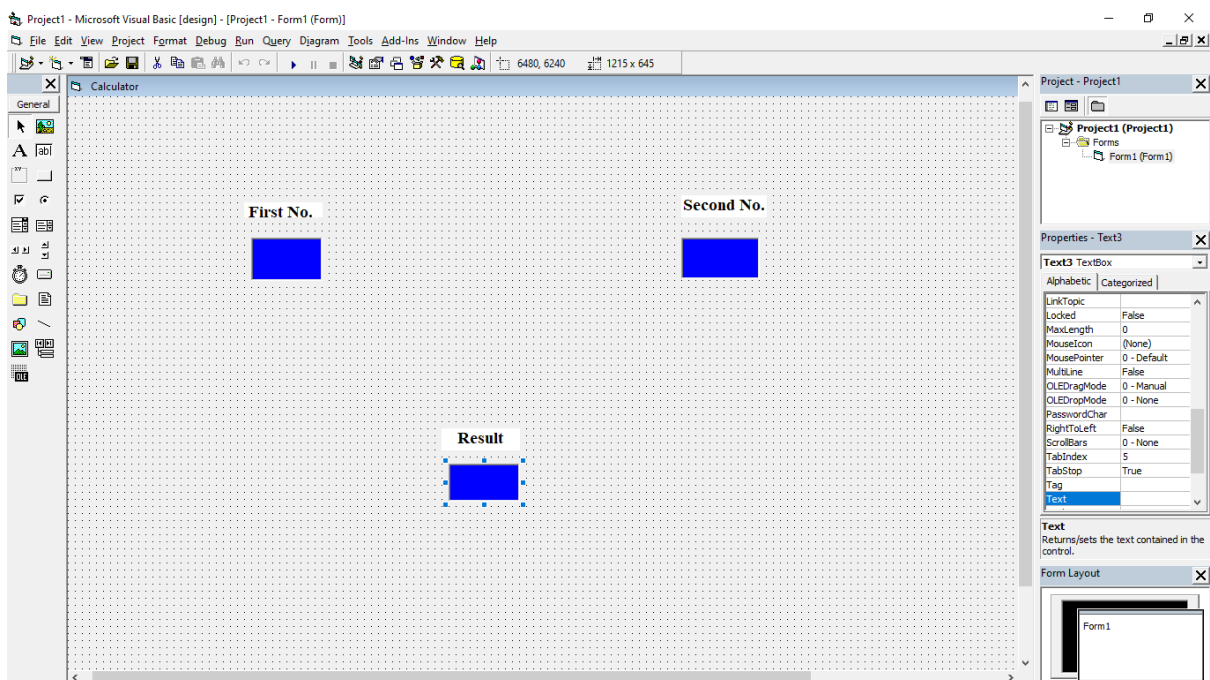 Project1 - Microsoft Visual Basic [design] - [Project1 - Form1 (Form)]
File Edit View Project Format Debug Run Query Diagram Tools Add-Ins Window Help
6480, 6240 1215 x 645
General
A ab|
xy
OLE
Calculator
First No.
Second No.
Result
Project - Project1
Project1 (Project1)
Forms
Form1 (Form1)
Properties - Text3
Text3 TextBox
Alphabetic Categorized
LinkTopic
Locked False
MaxLength 0
MouseIcon (None)
MousePointer 0 - Default
MultiLine False
OLEDragMode 0 - Manual
OLEDropMode 0 - None
PasswordChar
RightToLeft False
ScrollBars 0 - None
TabIndex 5
TabStop True
Tag
Text
Text
Returns/sets the text contained in the
control.
Form Layout
Form1